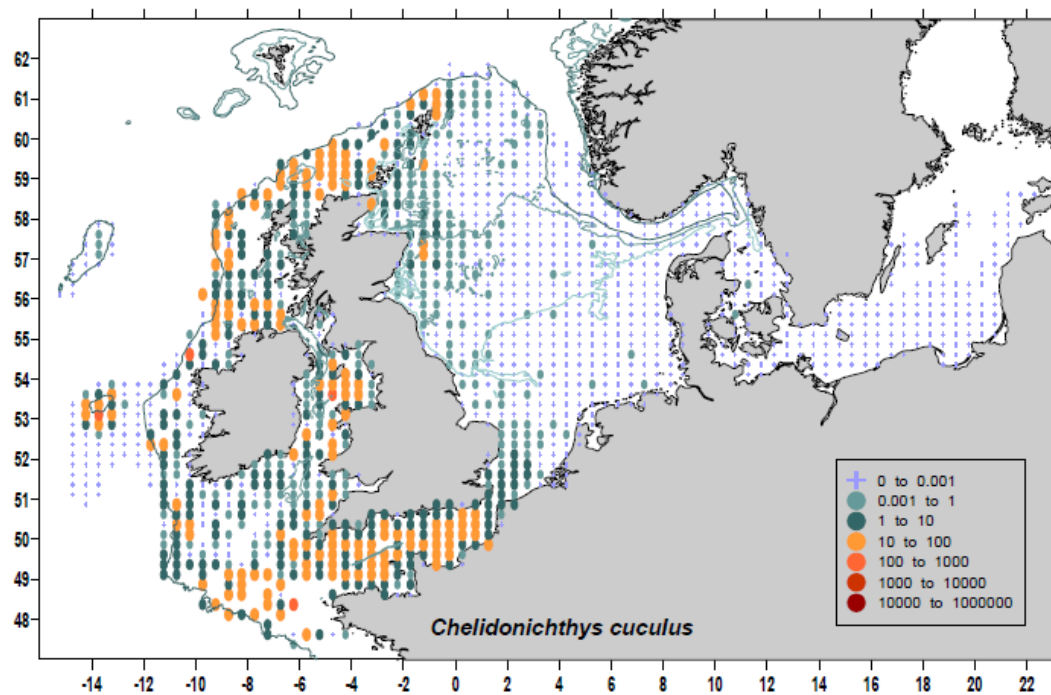 62
61
60
59
58
57
56
55
54
53
52
51
50
49
48
0 to 0.001
0.001 to 1
1 to 10
10 to 100
100 to 1000
1000 to 10000
10000 to 1000000
Chelidonichthys cuculus
-14 -12 -10 -8 -6 -4 -2 0 2 4 6 8 10 12 14 16 18 20 22